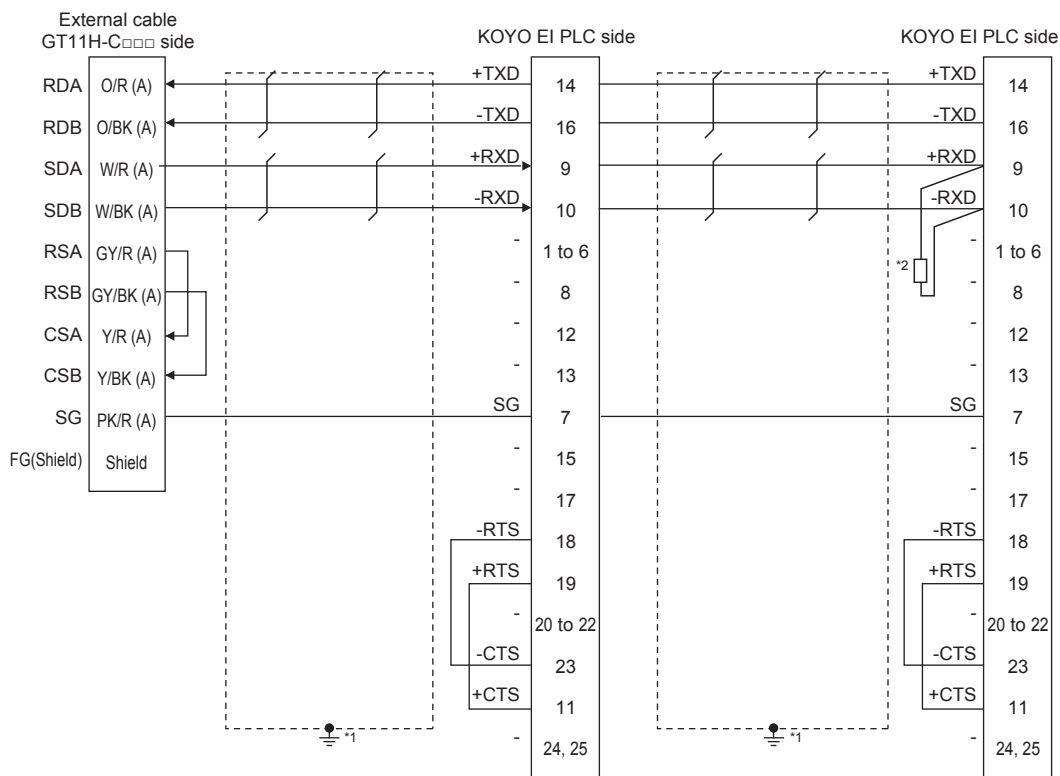 External cable
GT11H-C□□□ side
KOYO EI PLC side
KOYO EI PLC side
RDA O/R (A) +TXD 14 +TXD 14
RDB O/BK (A) -TXD 16 -TXD 16
SDA W/R (A) +RXD 9 +RXD 9
SDB W/BK (A) -RXD 10 -RXD 10
RSA GY/R (A) - 1 to 6 - 1 to 6
*2
RSB GY/BK (A) - 8 - 8
CSA Y/R (A) - 12 - 12
CSB Y/BK (A) - 13 - 13
SG PK/R (A) SG 7 SG 7
FG(Shield) Shield - 15 - 15
- 17 - 17
-RTS 18 -RTS 18
+RTS 19 +RTS 19
- 20 to 22 - 20 to 22
-CTS 23 -CTS 23
+CTS 11 +CTS 11
*1 - 24, 25 *1 - 24, 25